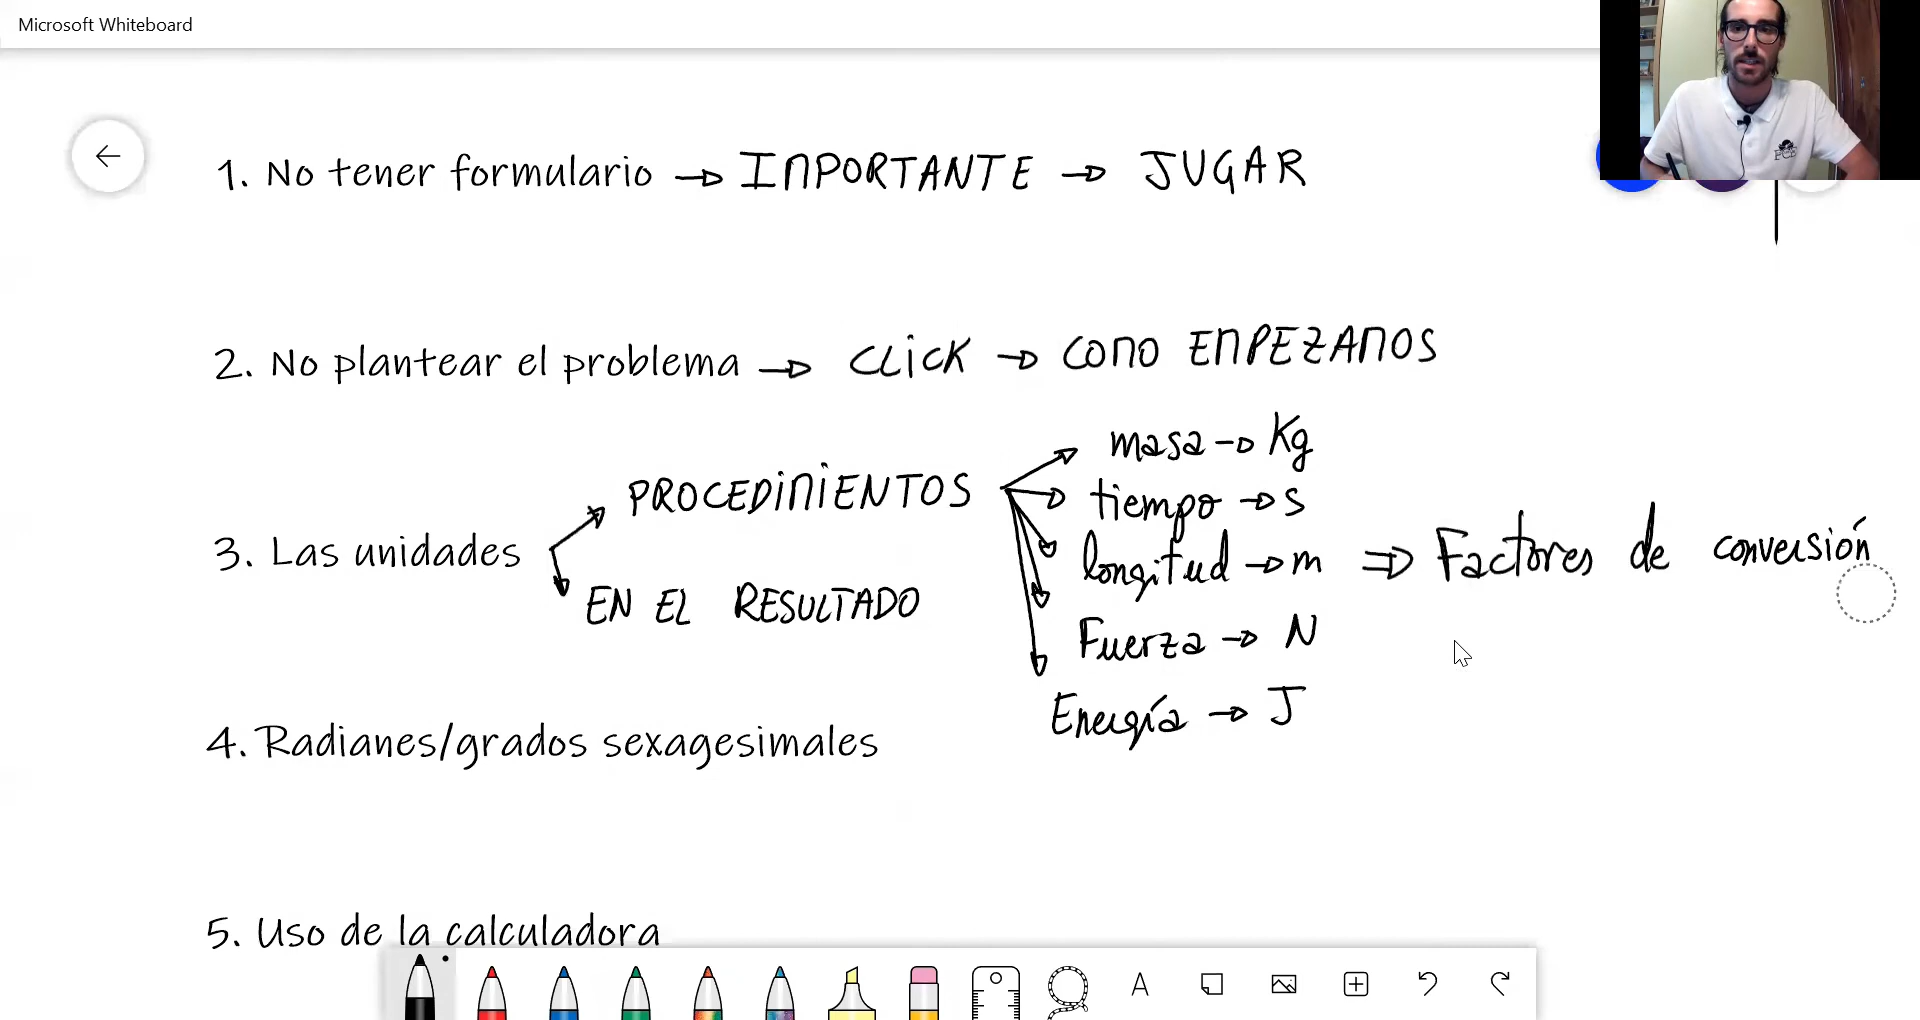 Microsoft Whiteboard
1. No tener formulario → IMPORTANTE → JUGAR
2. No plantear el problema → CLiCK → COMO EMPEZAMOS
3. Las unidades
PROCEDiMiENTOS
EN EL RESULTADO
masa → Kg
tiempo → s
longitud → m ⇒ Factores de conversión
Fuerza → N
Energía → J
4. Radianes/grados sexagesimales
5. Uso de la calculadora